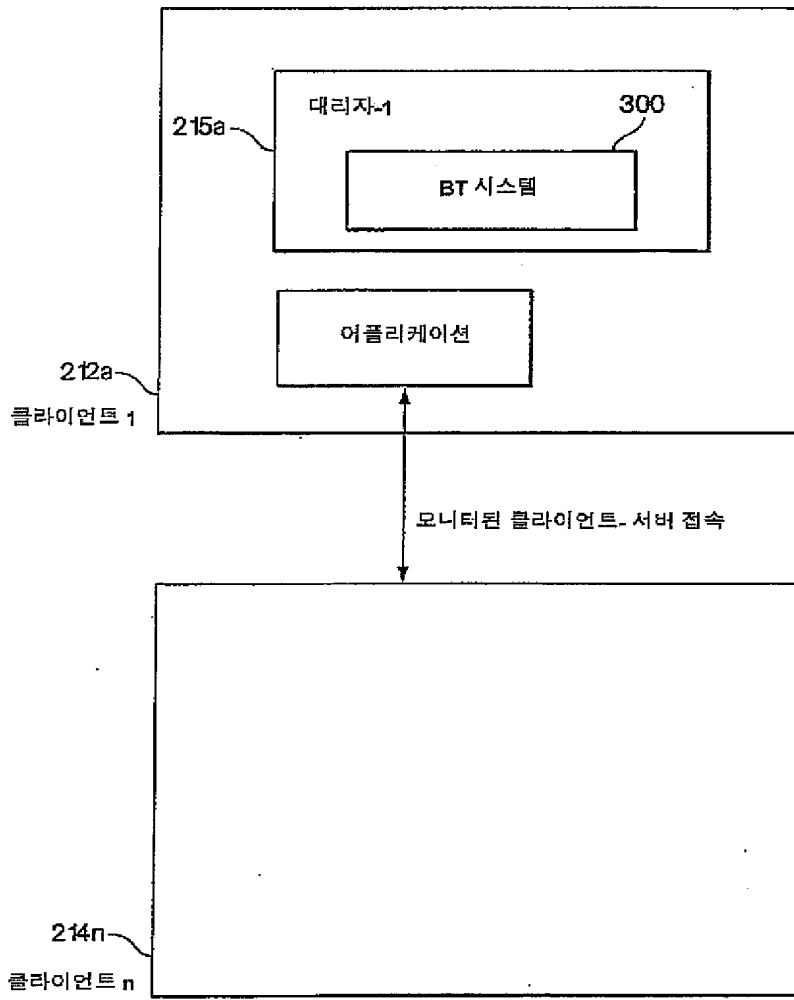 대리자-1
300
215a
BT 시스템
어플리케이션
212a
클라이언트 1
모니터된 클라이언트- 서버 접속
214n
클라이언트 n